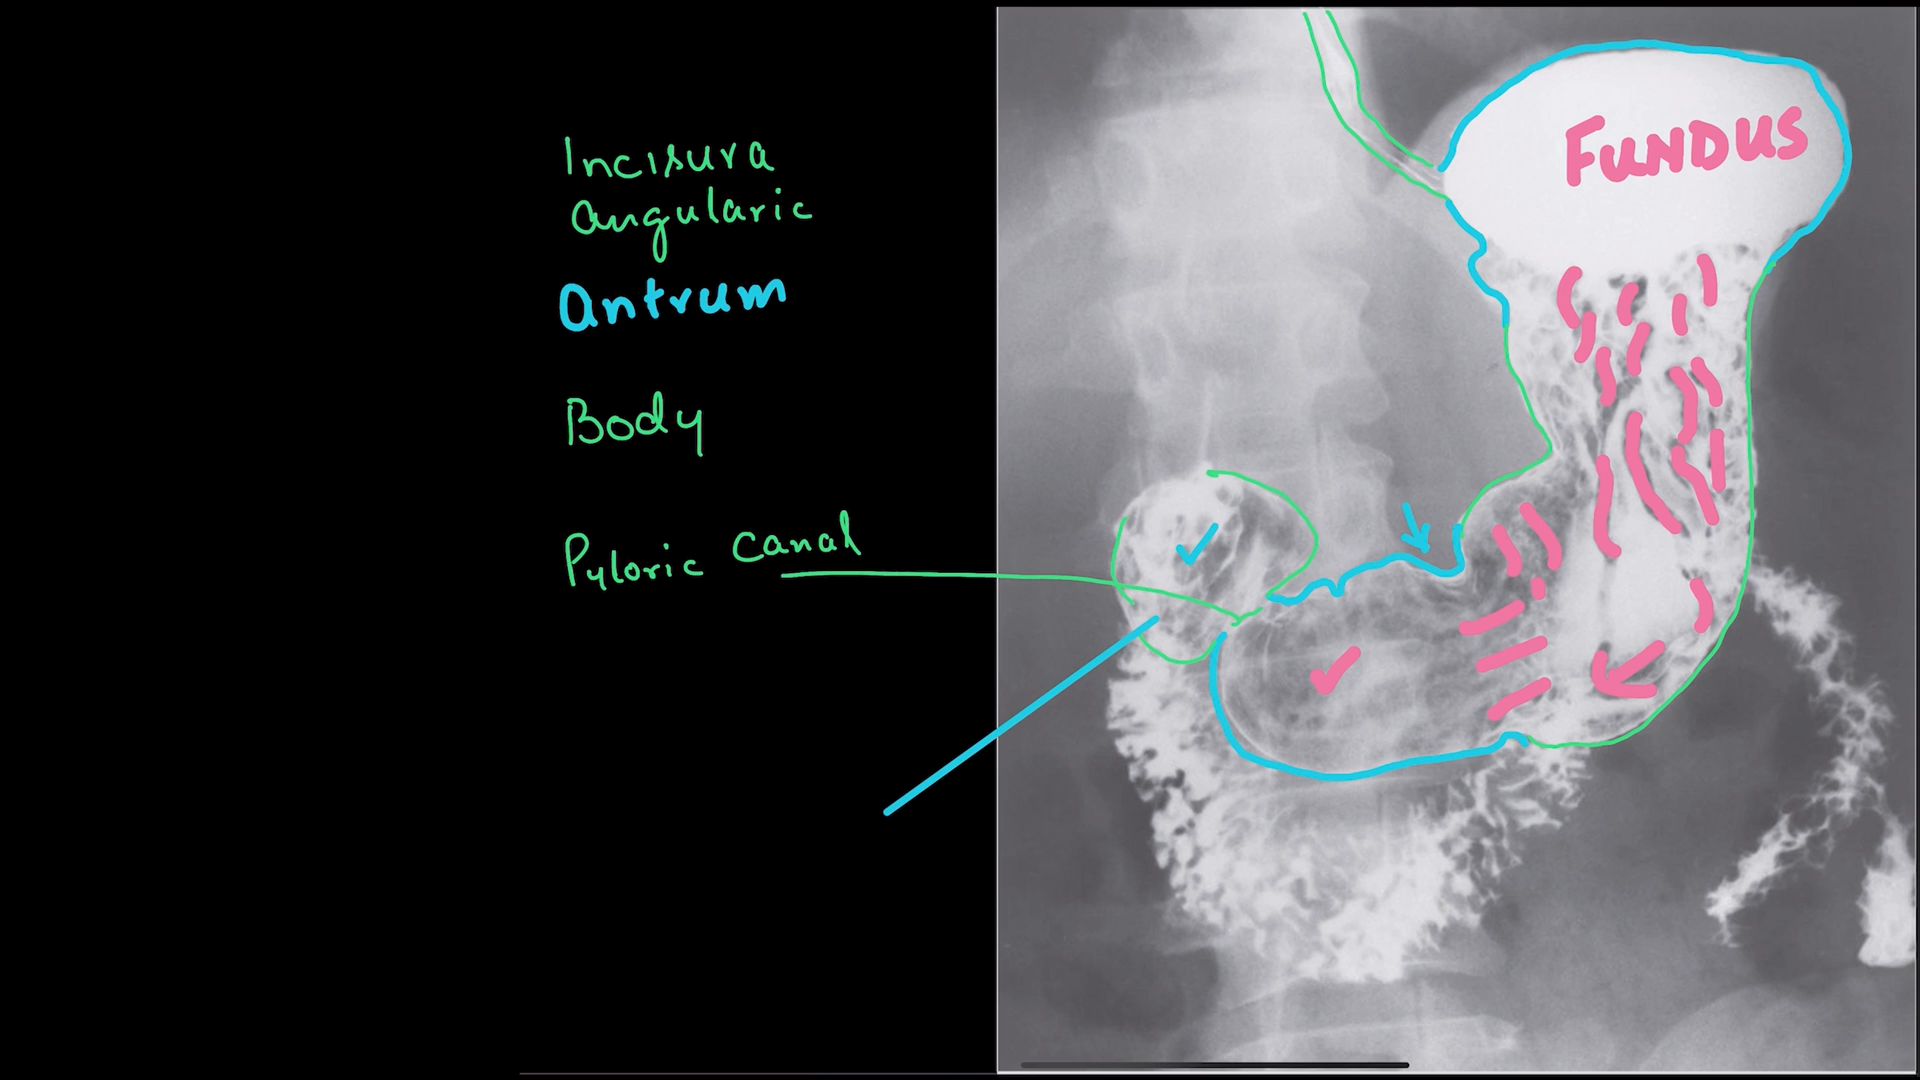 Incisura
angularic
antrum
Body
Pyloric canal
FUNDUS